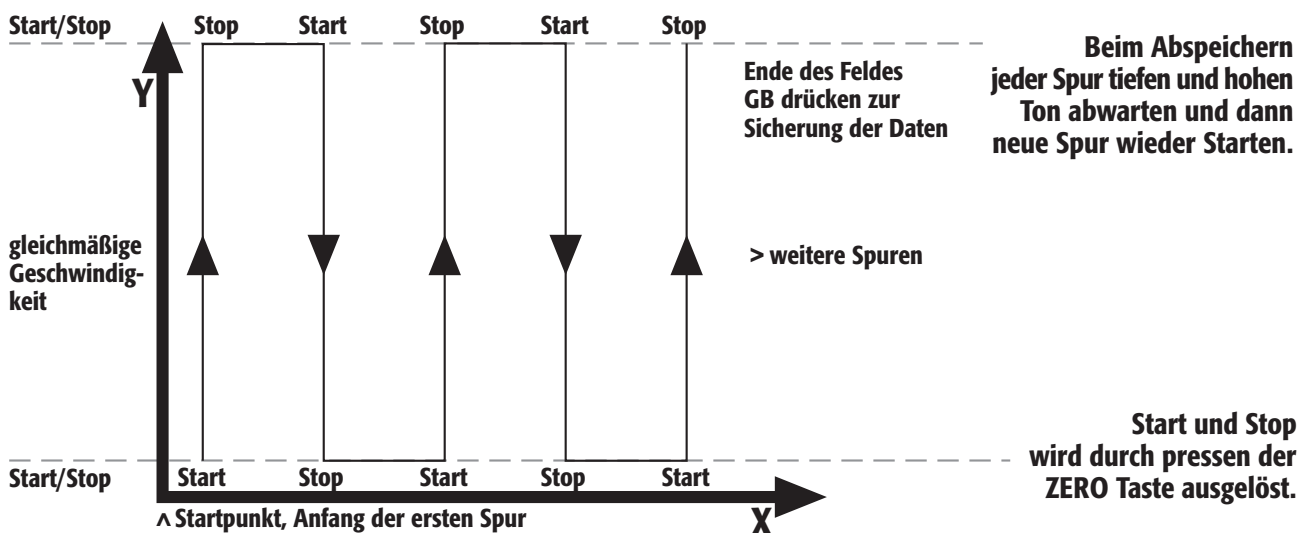 Start/Stop Stop Start Stop Start Stop
Y
Ende des Feldes
GB drücken zur
Sicherung der Daten
Beim Abspeichern
jeder Spur tiefen und hohen
Ton abwarten und dann
neue Spur wieder Starten.
gleichmäßige
Geschwindig-
keit
> weitere Spuren
Start und Stop
wird durch pressen der
ZERO Taste ausgelöst.
Start/Stop Start Stop Start Stop Start
^ Startpunkt, Anfang der ersten Spur
X